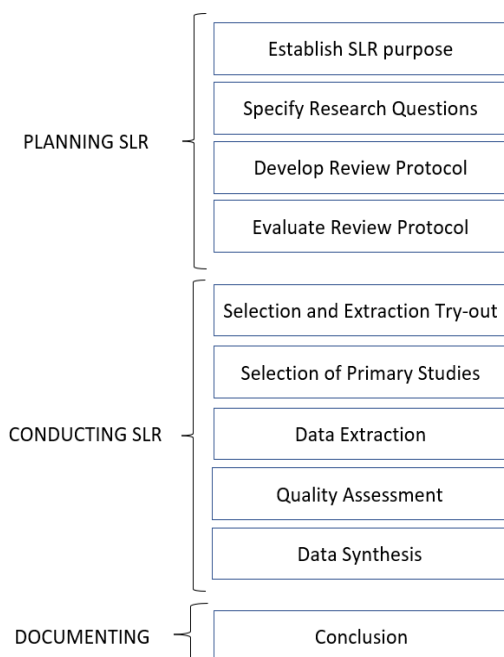 PLANNING SLR
Establish SLR purpose
Specify Research Questions
Develop Review Protocol
Evaluate Review Protocol
CONDUCTING SLR
Selection and Extraction Try-out
Selection of Primary Studies
Data Extraction
Quality Assessment
Data Synthesis
DOCUMENTING
Conclusion